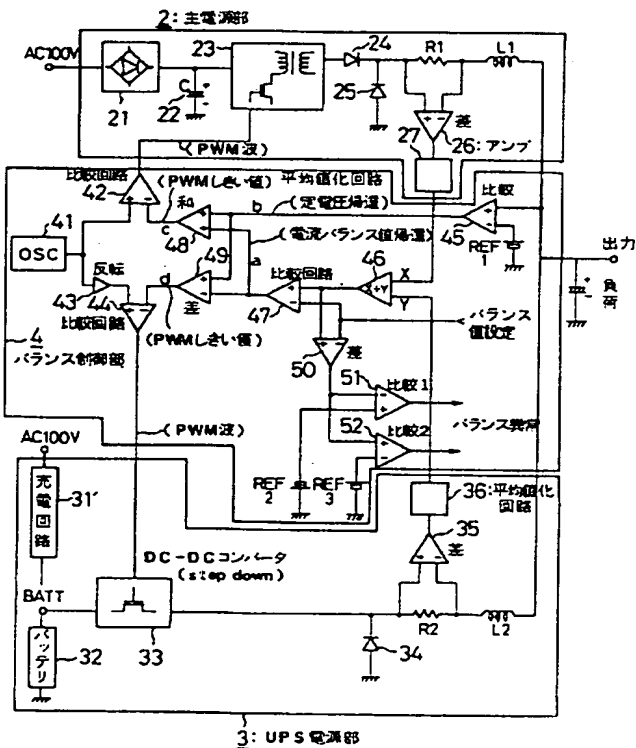 2:主電源部
AC100V
21
C
22
23
24
25
R1
L1
差
26:アンプ
27
(PWM波)
比較回路
42
(PWMしきい値)
平均値化回路
和
c
48
b
(定電圧帰還)
(電流バランス値帰還)
a
比較
45
REF
1
出力
負荷
41
OSC
反転
43
44
比較回路
d
49
差
(PWMしきい値)
比較回路
47
46
X÷Y
X
Y
バランス
値設定
4
バランス制御部
50
差
51
比較1
52
比較2
バランス異常
REF
2
REF
3
(PWM波)
AC100V
充電回路
31'
BATT
バッテリ
32
DC-DCコンバータ
(step down)
33
34
35
差
36:平均値化
回路
R2
L2
3:UPS電源部